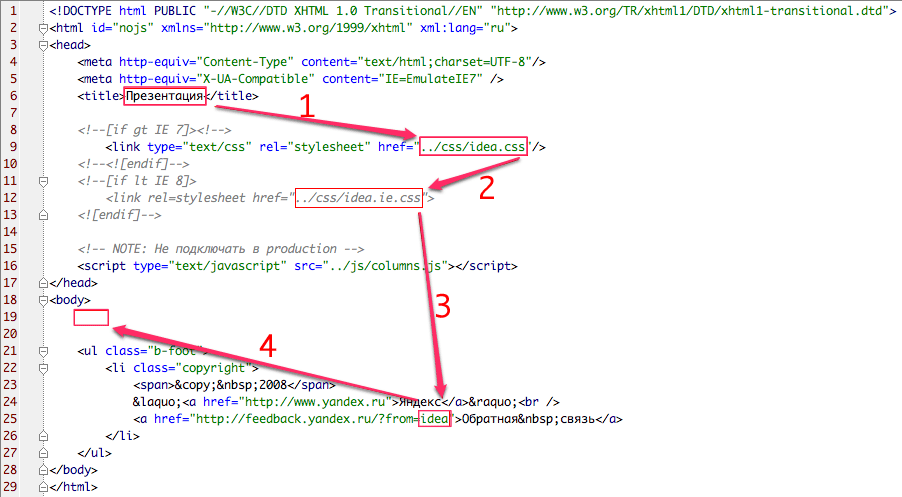 1 <!DOCTYPE html PUBLIC "-//W3C//DTD XHTML 1.0 Transitional//EN" "http://www.w3.org/TR/xhtml1/DTD/xhtml1-transitional.dtd">
2 <html id="nojs" xmlns="http://www.w3.org/1999/xhtml" xml:lang="ru">
3 <head>
4 <meta http-equiv="Content-Type" content="text/html;charset=UTF-8"/>
5 <meta http-equiv="X-UA-Compatible" content="IE=EmulateIE7" />
6 <title>Презентация</title>
1
7
8 <!--[if gt IE 7]><!-->
9 <link type="text/css" rel="stylesheet" href="../css/idea.css"/>
10 <!--<![endif]-->
11 <!--[if lt IE 8]>
2
12 <link rel=stylesheet href="../css/idea.ie.css">
13 <![endif]-->
14
15 <!-- NOTE: Не подключать в production -->
16 <script type="text/javascript" src="../js/columns.js"></script>
17 </head>
18 <body>
3
19
20
21 <ul class="b-foot">
4
22 <li class="copyright">
23 <span>&copy;&nbsp;2008</span>
24 &laquo;<a href="http://www.yandex.ru">Яндекс</a>&raquo;<br />
25 <a href="http://feedback.yandex.ru/?from=idea">Обратная&nbsp;связь</a>
26 </li>
27 </ul>
28 </body>
29 </html>